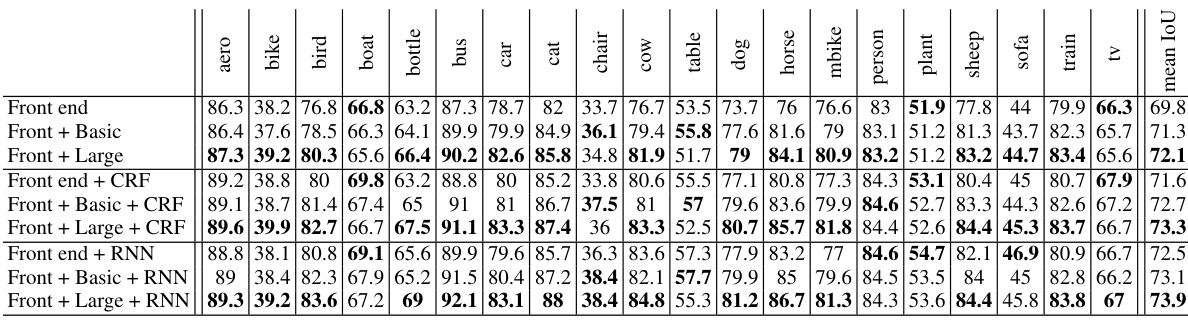 aero bike bird boat bottle bus car cat chair cow table dog horse mbike person plant sheep sofa train tv mean IoU
Front end 86.3 38.2 76.8 66.8 63.2 87.3 78.7 82 33.7 76.7 53.5 73.7 76 76.6 83 51.9 77.8 44 79.9 66.3 69.8
Front + Basic 86.4 37.6 78.5 66.3 64.1 89.9 79.9 84.9 36.1 79.4 55.8 77.6 81.6 79 83.1 51.2 81.3 43.7 82.3 65.7 71.3
Front + Large 87.3 39.2 80.3 65.6 66.4 90.2 82.6 85.8 34.8 81.9 51.7 79 84.1 80.9 83.2 51.2 83.2 44.7 83.4 65.6 72.1
Front end + CRF 89.2 38.8 80 69.8 63.2 88.8 80 85.2 33.8 80.6 55.5 77.1 80.8 77.3 84.3 53.1 80.4 45 80.7 67.9 71.6
Front + Basic + CRF 89.1 38.7 81.4 67.4 65 91 81 86.7 37.5 81 57 79.6 83.6 79.9 84.6 52.7 83.3 44.3 82.6 67.2 72.7
Front + Large + CRF 89.6 39.9 82.7 66.7 67.5 91.1 83.3 87.4 36 83.3 52.5 80.7 85.7 81.8 84.4 52.6 84.4 45.3 83.7 66.7 73.3
Front end + RNN 88.8 38.1 80.8 69.1 65.6 89.9 79.6 85.7 36.3 83.6 57.3 77.9 83.2 77 84.6 54.7 82.1 46.9 80.9 66.7 72.5
Front + Basic + RNN 89 38.4 82.3 67.9 65.2 91.5 80.4 87.2 38.4 82.1 57.7 79.9 85 79.6 84.5 53.5 84 45 82.8 66.2 73.1
Front + Large + RNN 89.3 39.2 83.6 67.2 69 92.1 83.1 88 38.4 84.8 55.3 81.2 86.7 81.3 84.3 53.6 84.4 45.8 83.8 67 73.9